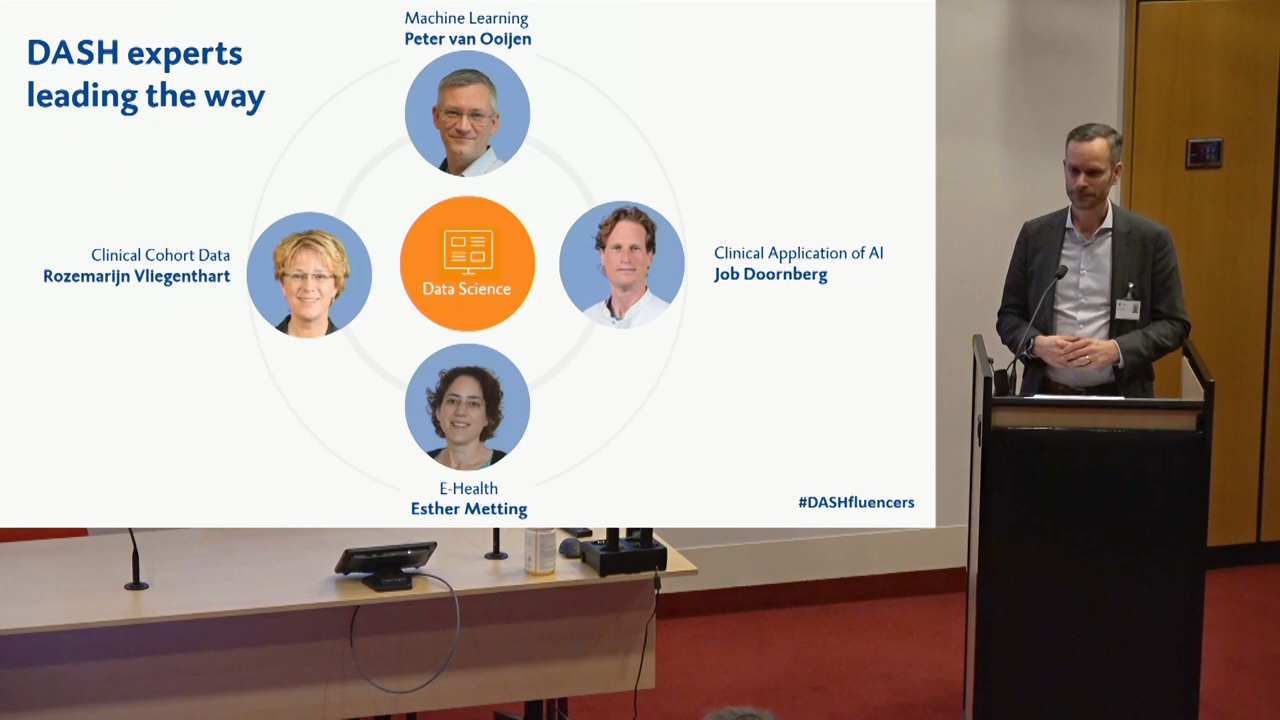 DASH experts
leading the way
Machine Learning
Peter van Ooijen
Clinical Cohort Data
Rozemarijn Vliegenthart
Data Science
Clinical Application of AI
Job Doornberg
E-Health
Esther Metting
#DASHfluencers